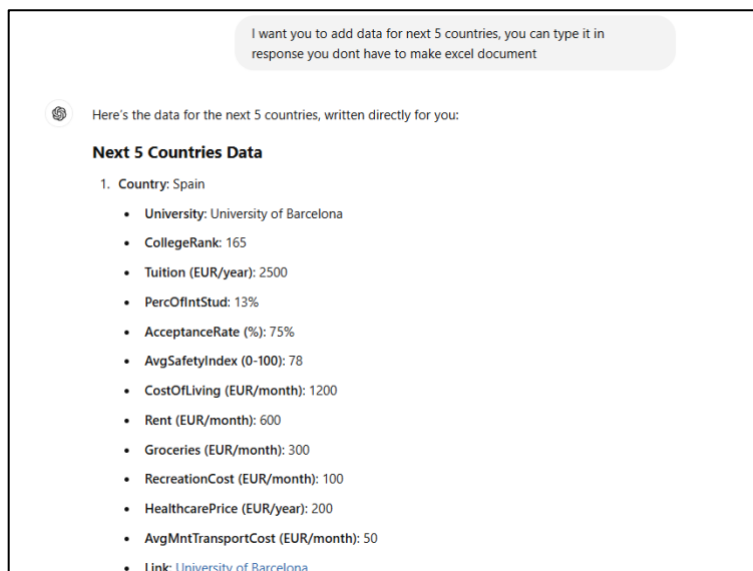 I want you to add data for next 5 countries, you can type it in
response you dont have to make excel document
Here's the data for the next 5 countries, written directly for you:
Next 5 Countries Data
1. Country: Spain
• University: University of Barcelona
• CollegeRank: 165
• Tuition (EUR/year): 2500
• PercOfIntStud: 13%
• AcceptanceRate (%): 75%
• AvgSafetyIndex (0-100): 78
• CostOfLiving (EUR/month): 1200
• Rent (EUR/month): 600
• Groceries (EUR/month): 300
• RecreationCost (EUR/month): 100
• HealthcarePrice (EUR/year): 200
• AvgMntTransportCost (EUR/month): 50
• Link: University of Barcelona